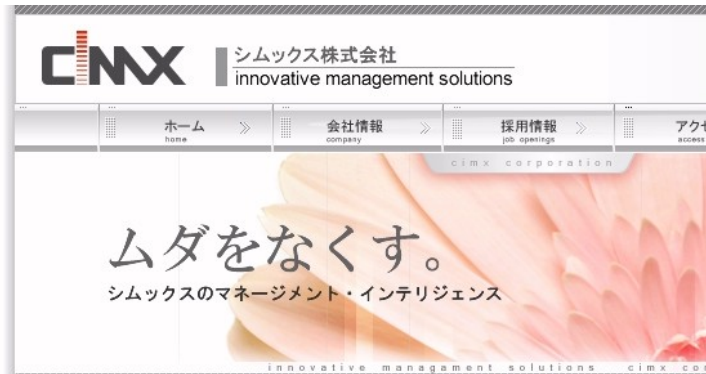 cimx
シムックス株式会社
innovative management solutions
ホーム
home
会社情報
company
採用情報
job openings
アクセ
access
cimx corporation
ムダをなくす。
シムックスのマネージメント・インテリジェンス
innovative managament solutions cimx cor